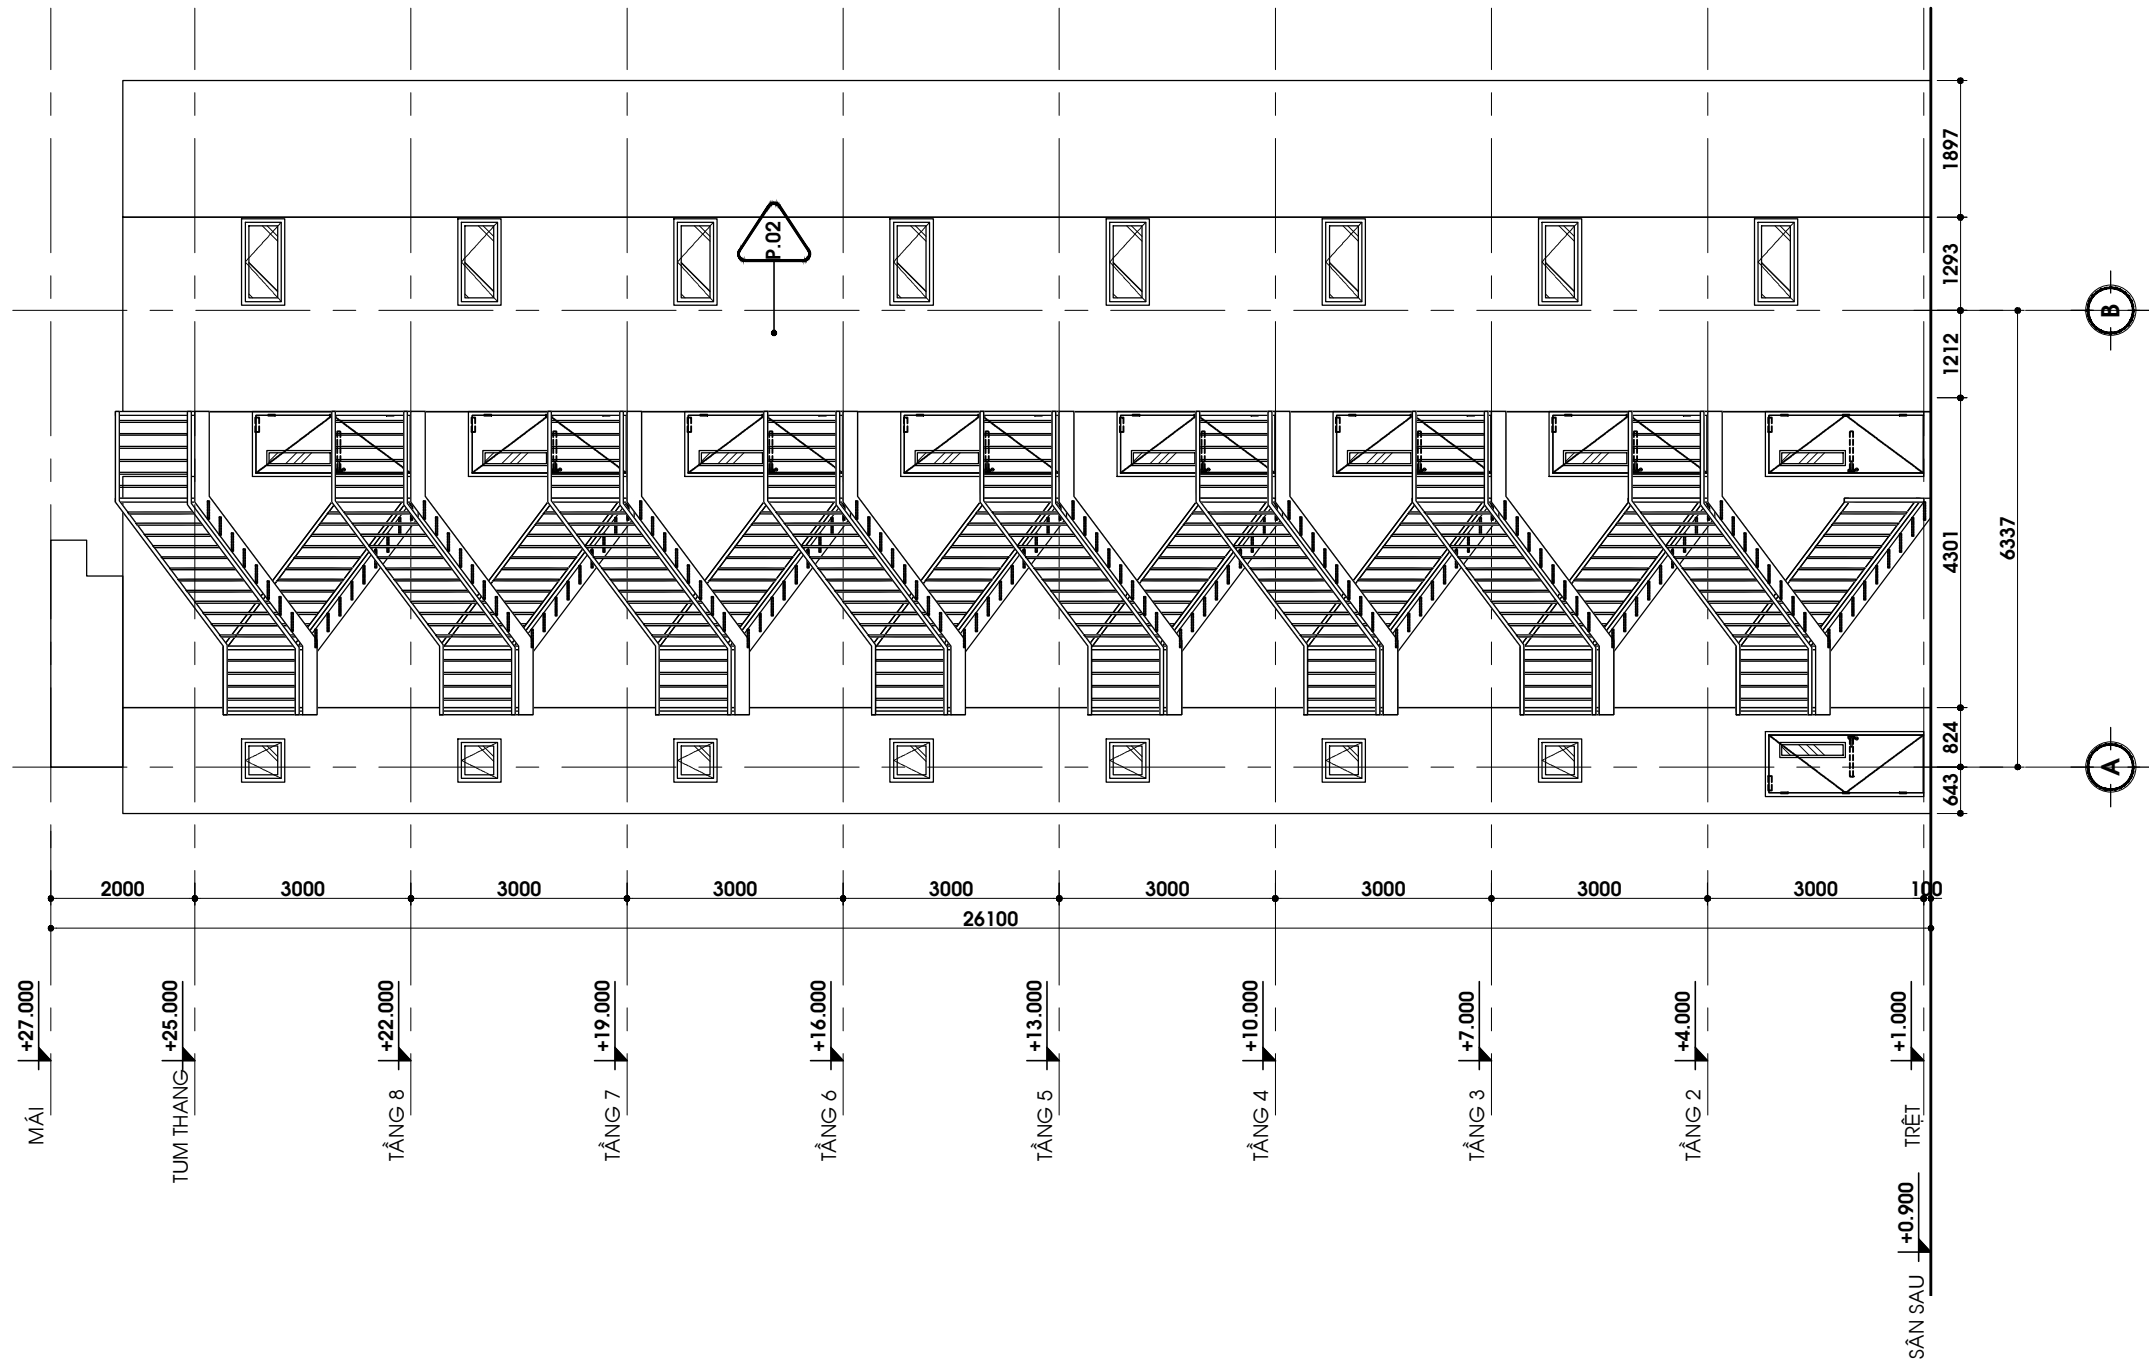 1897
1293
1212
4301
824
643
6337
B
A
P.02
2000
3000
3000
3000
3000
3000
3000
3000
3000
100
26100
+27.000
+25.000
+22.000
+19.000
+16.000
+13.000
+10.000
+7.000
+4.000
+1.000
+0.900
MÁI
TUM THANG
TẦNG 8
TẦNG 7
TẦNG 6
TẦNG 5
TẦNG 4
TẦNG 3
TẦNG 2
TRỆT
SÂN SAU